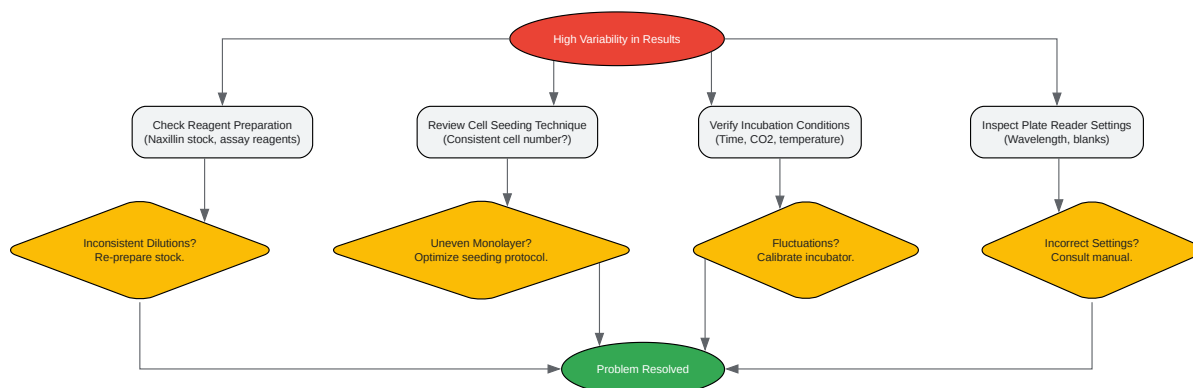 High Variability in Results
Check Reagent Preparation
(Naxillin stock, assay reagents)
Review Cell Seeding Technique
(Consistent cell number?)
Verify Incubation Conditions
(Time, CO2, temperature)
Inspect Plate Reader Settings
(Wavelength, blanks)
Inconsistent Dilutions?
Re-prepare stock.
Uneven Monolayer?
Optimize seeding protocol.
Fluctuations?
Calibrate incubator.
Incorrect Settings?
Consult manual.
Problem Resolved